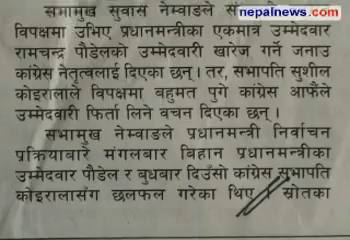 nepalnews.com
सभामुख सुवास नेम्वाङले
विपक्षमा उभिए प्रधानमन्त्रीका एकमात्र उम्मेदवार
रामचन्द्र पौडेलको उम्मेदवारी खारेज गर्ने जनाउ
कांग्रेस नेतृत्वलाई दिएका छन् । तर, सभापति सुशील
कोइरालाले विपक्षमा बहुमत पुगे कांग्रेस आफैंले
उम्मेदवारी फिर्ता लिने वचन दिएका छन् ।
सभामुख नेम्वाङले प्रधानमन्त्री निर्वाचन
प्रक्रियाबारे मंगलबार बिहान प्रधानमन्त्रीका
उम्मेदवार पौडेल र बुधबार दिउँसो कांग्रेस सभापति
कोइरालासंग छलफल गरेका थिए । स्रोतका